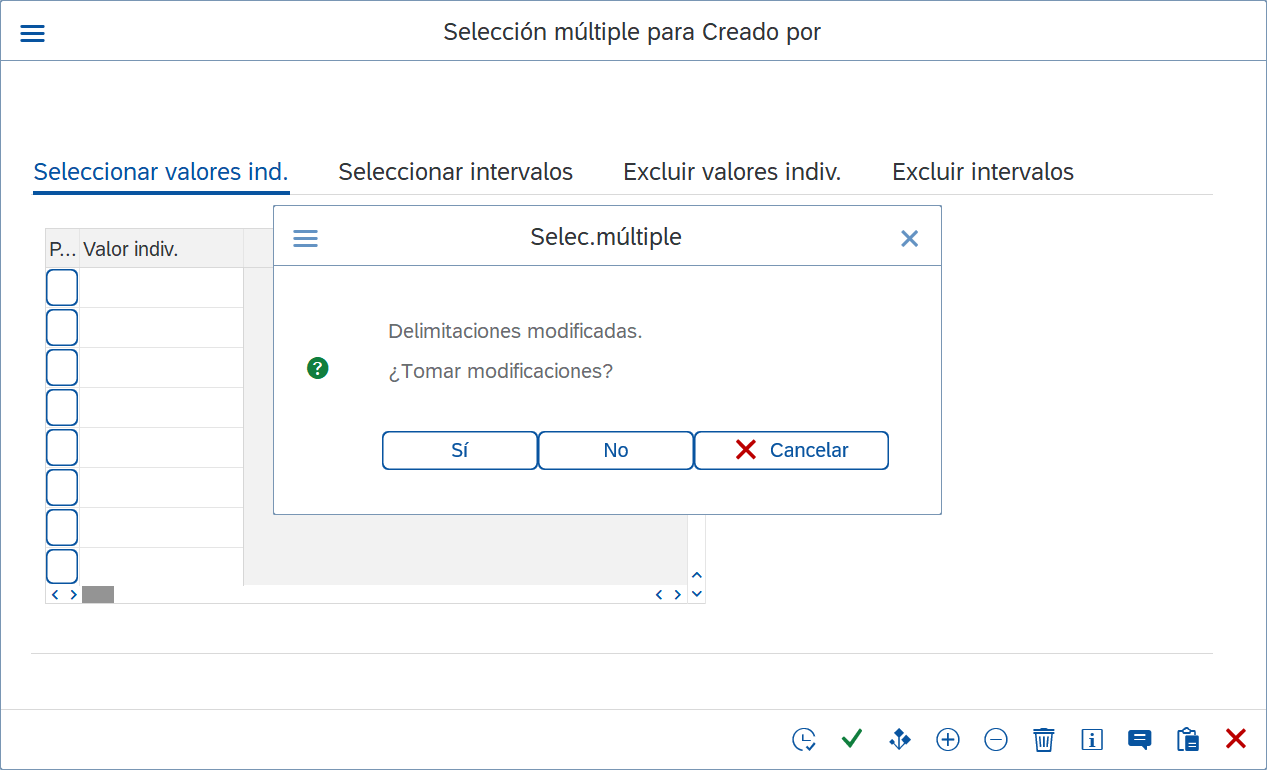 Selección múltiple para Creado por
Seleccionar valores ind. Seleccionar intervalos Excluir valores indiv. Excluir intervalos
P... Valor indiv.
Selec.múltiple
Delimitaciones modificadas.
¿Tomar modificaciones?
Sí No Cancelar